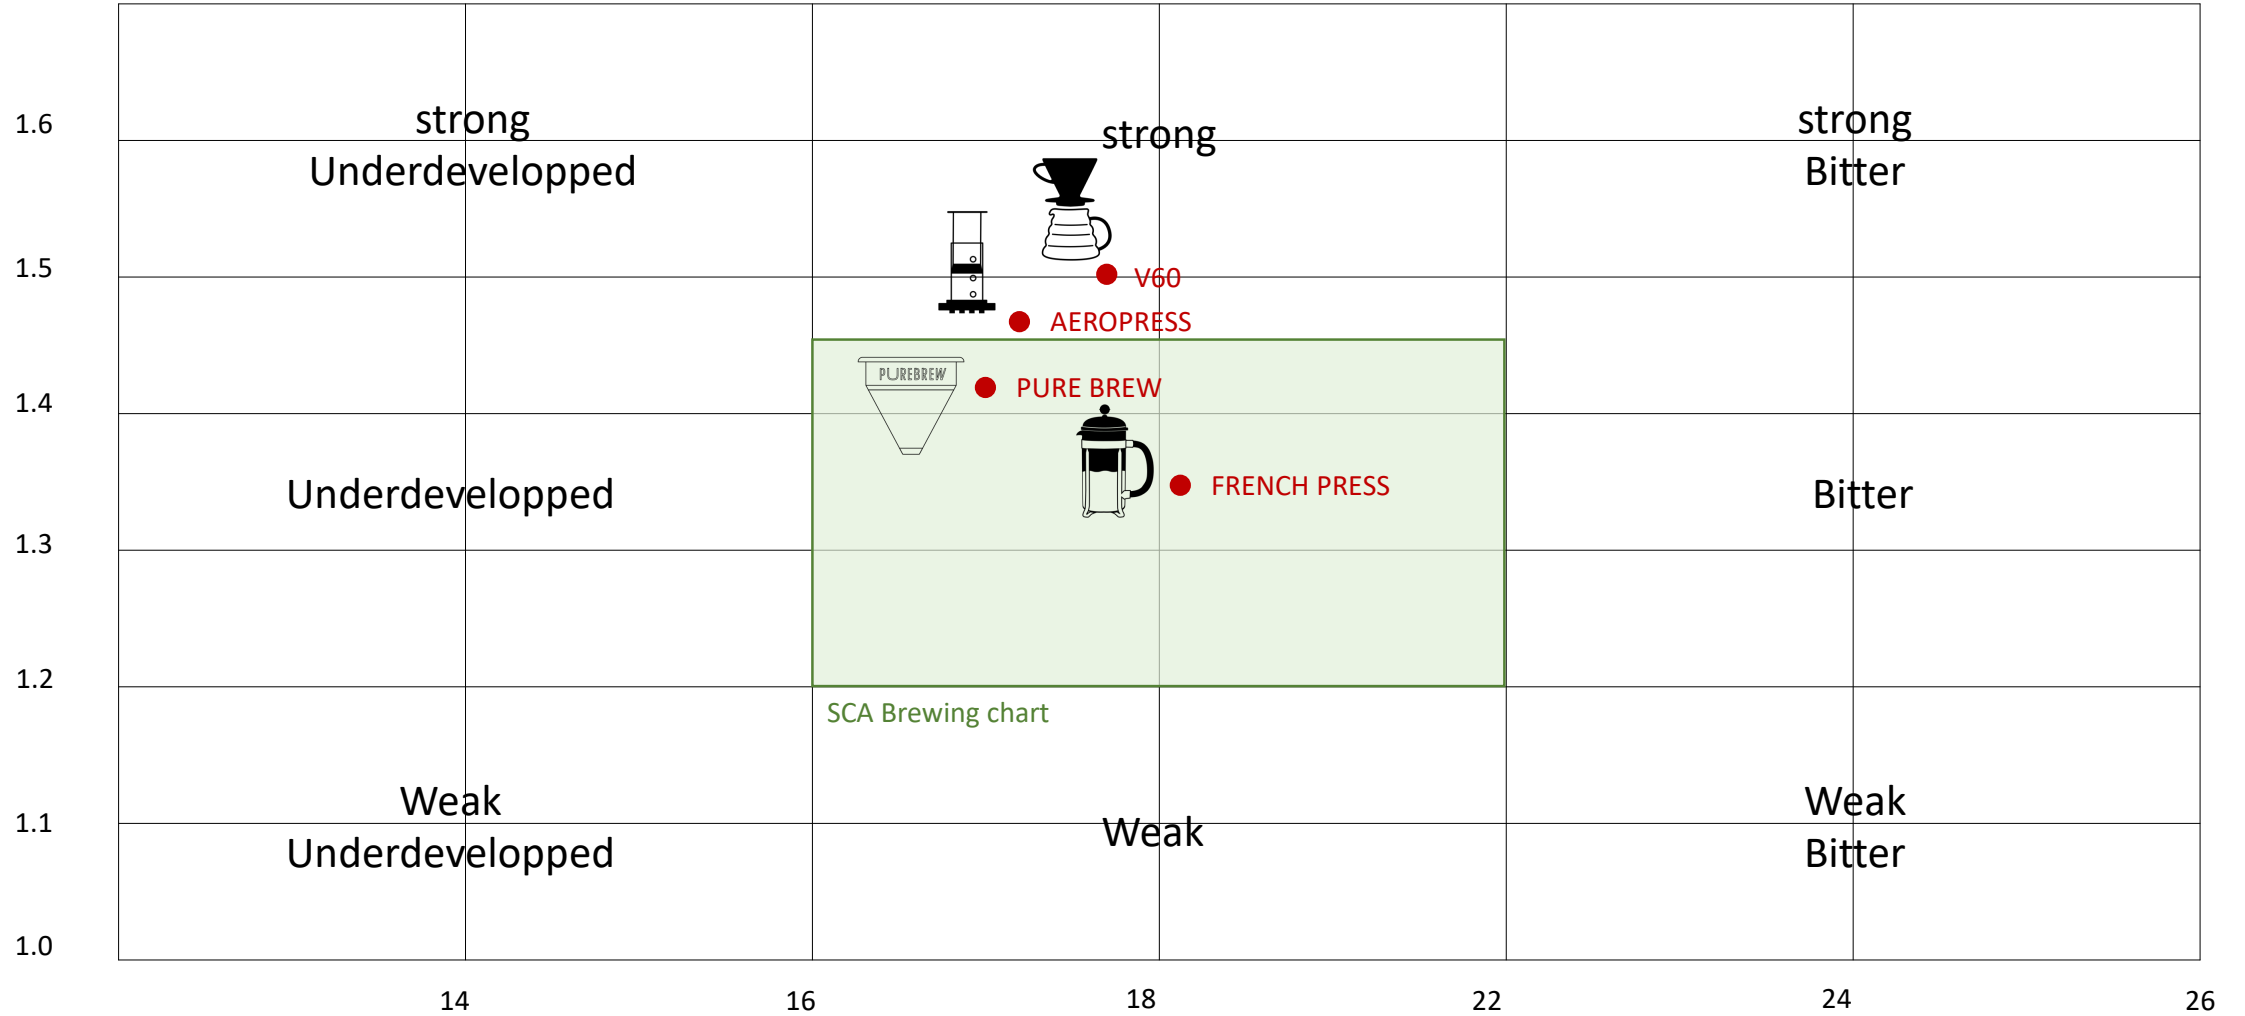 strong
Underdevelopped
strong
strong
Bitter
1.6
1.5
V60
AEROPRESS
PUREBREW
PURE BREW
1.4
FRENCH PRESS
Underdevelopped
Bitter
1.3
1.2
SCA Brewing chart
Weak
Underdevelopped
Weak
Weak
Bitter
1.1
1.0
14
16
18
22
24
26